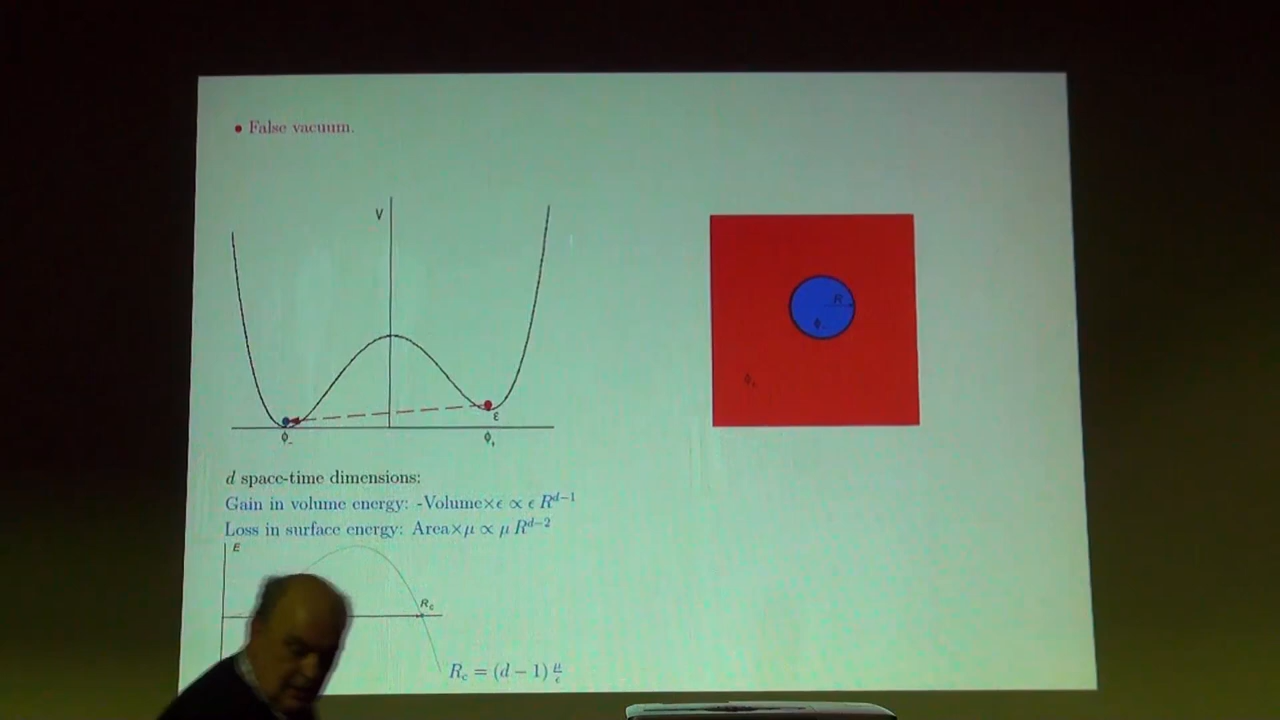 • False vacuum.
V
R
ϕ₋
ϕ₊
ε
ϕ₋
ϕ₊
d space-time dimensions:
Gain in volume energy: -Volume×ϵ ∝ ϵ R^{d−1}
Loss in surface energy: Area×μ ∝ μ R^{d−2}
E
R_c
R_c = (d − 1) μ/ϵ